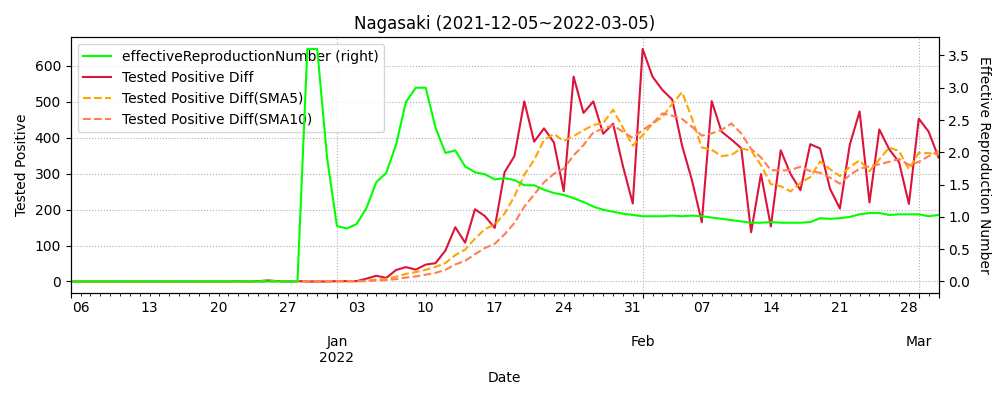 Nagasaki (2021-12-05~2022-03-05)
effectiveReproductionNumber (right)
Tested Positive Diff
Tested Positive Diff(SMA5)
Tested Positive Diff(SMA10)
Tested Positive
600
500
400
300
200
100
0
Effective Reproduction Number
3.5
3.0
2.5
2.0
1.5
1.0
0.5
0.0
06 13 20 27 03 10 17 24 31 07 14 21 28
Jan Feb Mar
2022
Date